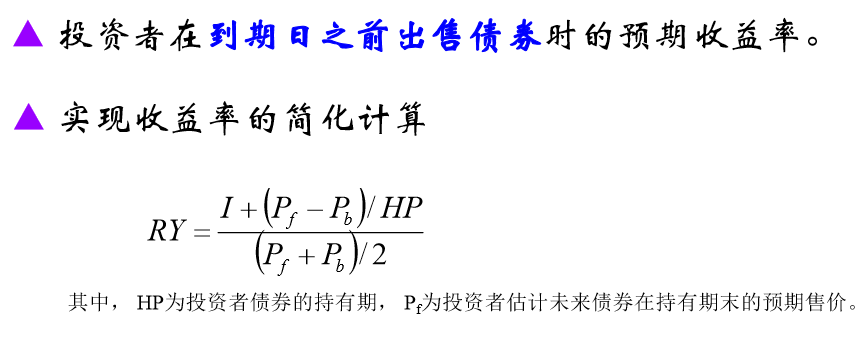 ▲ 投资者在到期日之前出售债券时的预期收益率。
▲ 实现收益率的简化计算
RY = \frac{I + (P_f - P_b) / HP}{(P_f + P_b) / 2}
其中， HP为投资者债券的持有期， P_f为投资者估计未来债券在持有期末的预期售价。